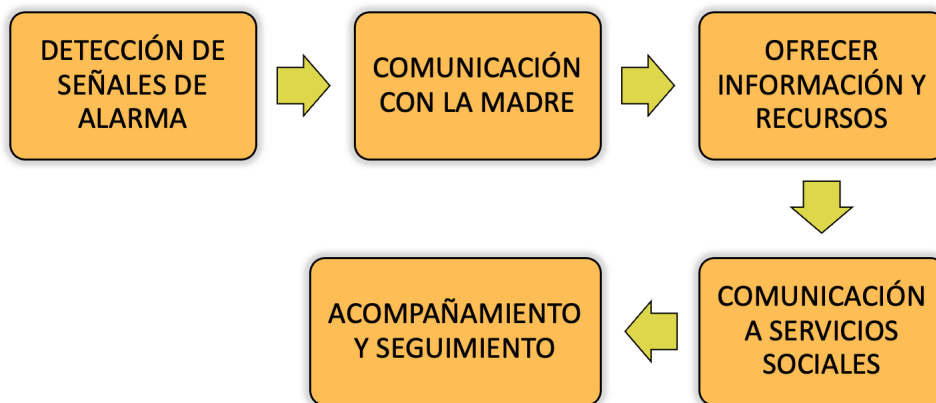 DETECCIÓN DE
SEÑALES DE
ALARMA
COMUNICACIÓN
CON LA MADRE
OFRECER
INFORMACIÓN Y
RECURSOS
COMUNICACIÓN
A SERVICIOS
SOCIALES
ACOMPAÑAMIENTO
Y SEGUIMIENTO